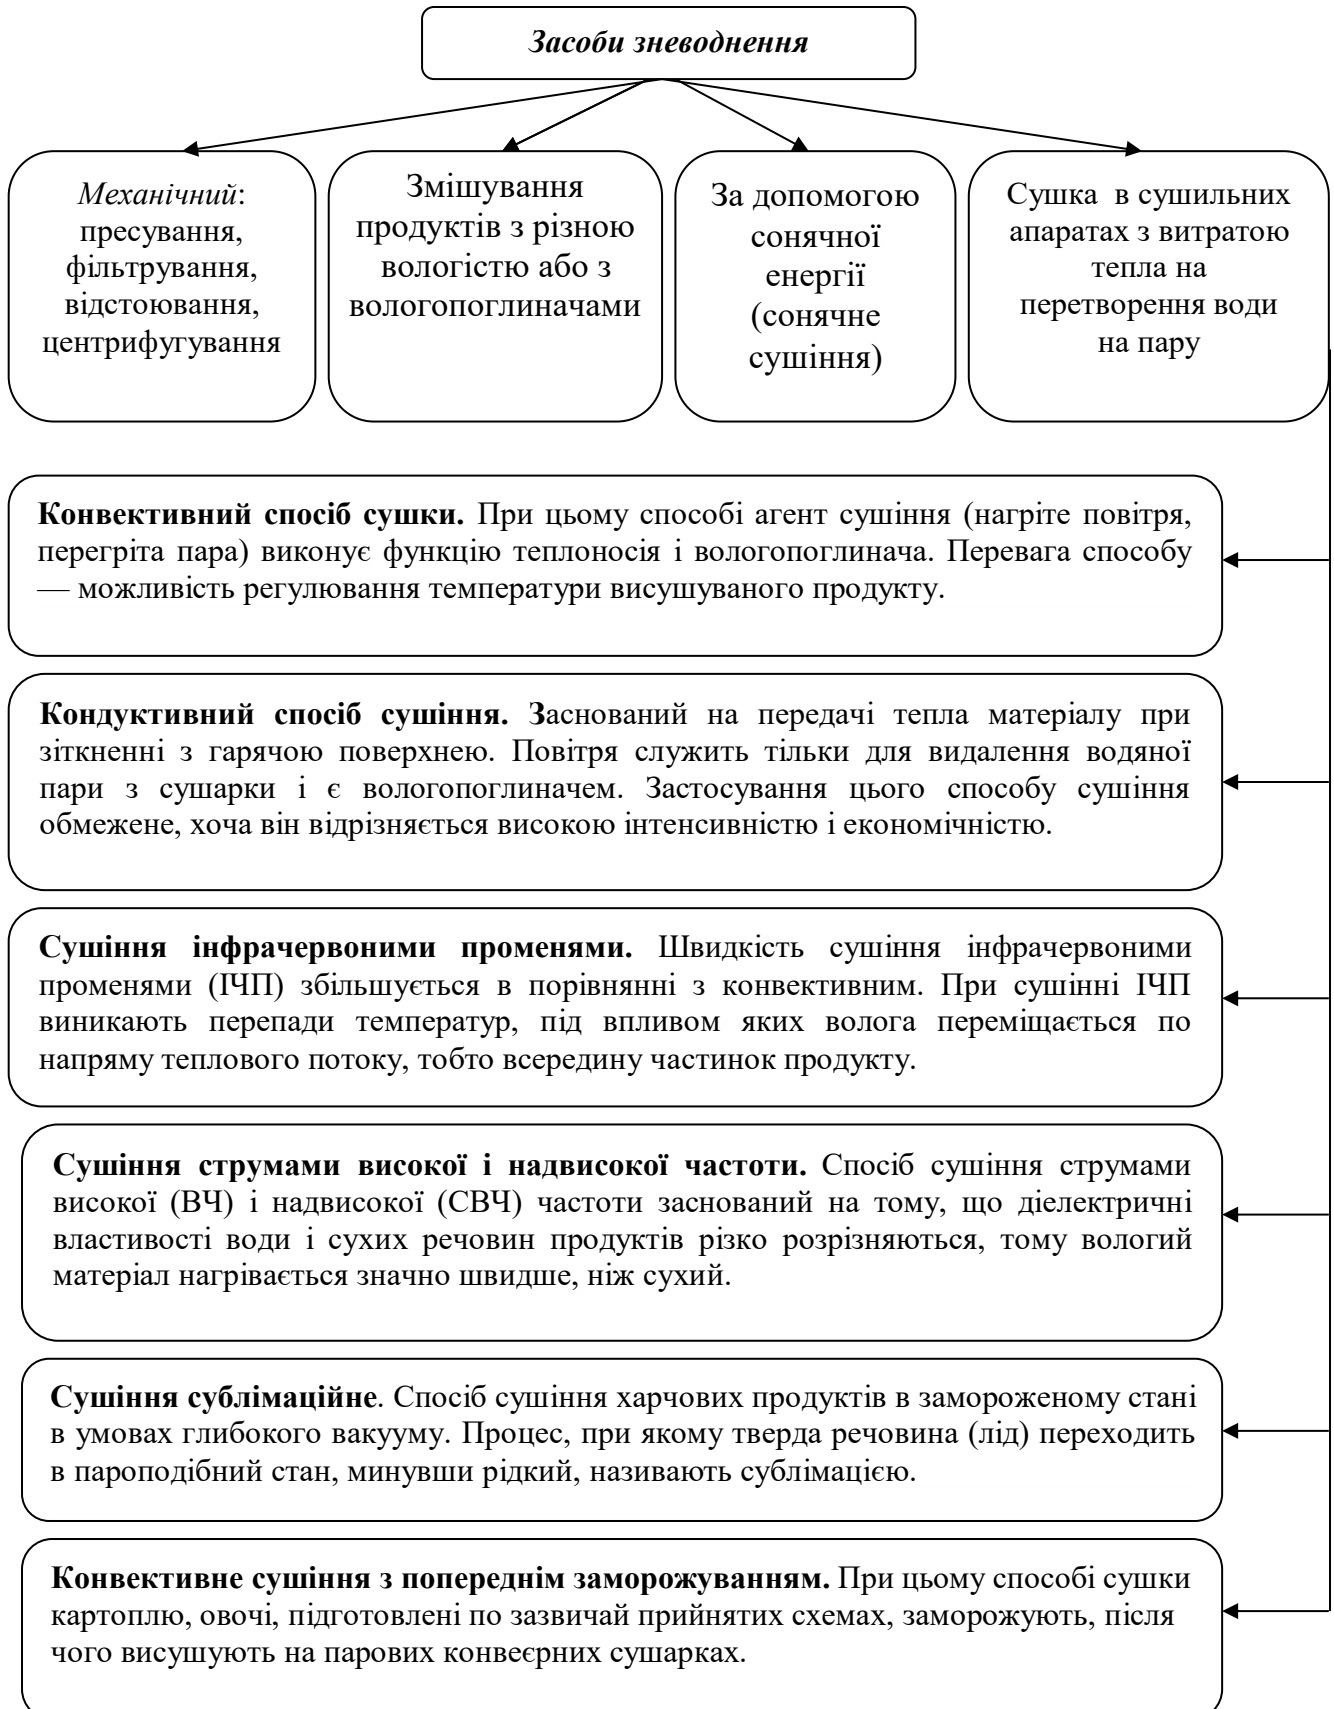 Засоби зневоднення
Механічний:
пресування,
фільтрування,
відстоювання,
центрифугування
Змішування
продуктів з різною
вологістю або з
вологопоглиначами
За допомогою
сонячної
енергії
(сонячне
сушіння)
Сушка в сушильних
апаратах з витратою
тепла на
перетворення води
на пару
Конвективний спосіб сушки. При цьому способі агент сушіння (нагріте повітря,
перегріта пара) виконує функцію теплоносія і вологопоглинача. Перевага способу
— можливість регулювання температури висушуваного продукту.
Кондуктивний спосіб сушіння. Заснований на передачі тепла матеріалу при
зіткненні з гарячою поверхнею. Повітря служить тільки для видалення водяної
пари з сушарки і є вологопоглиначем. Застосування цього способу сушіння
обмежене, хоча він відрізняється високою інтенсивністю і економічністю.
Сушіння інфрачервоними променями. Швидкість сушіння інфрачервоними
променями (ІЧП) збільшується в порівнянні з конвективним. При сушінні ІЧП
виникають перепади температур, під впливом яких волога переміщається по
напряму теплового потоку, тобто всередину частинок продукту.
Сушіння струмами високої і надвисокої частоти. Спосіб сушіння струмами
високої (ВЧ) і надвисокої (СВЧ) частоти заснований на тому, що діелектричні
властивості води і сухих речовин продуктів різко розрізняються, тому вологий
матеріал нагрівається значно швидше, ніж сухий.
Сушіння сублімаційне. Спосіб сушіння харчових продуктів в замороженому стані
в умовах глибокого вакууму. Процес, при якому тверда речовина (лід) переходить
в пароподібний стан, минувши рідкий, називають сублімацією.
Конвективне сушіння з попереднім заморожуванням. При цьому способі сушки
картоплю, овочі, підготовлені по зазвичай прийнятих схемах, заморожують, після
чого висушують на парових конвеєрних сушарках.